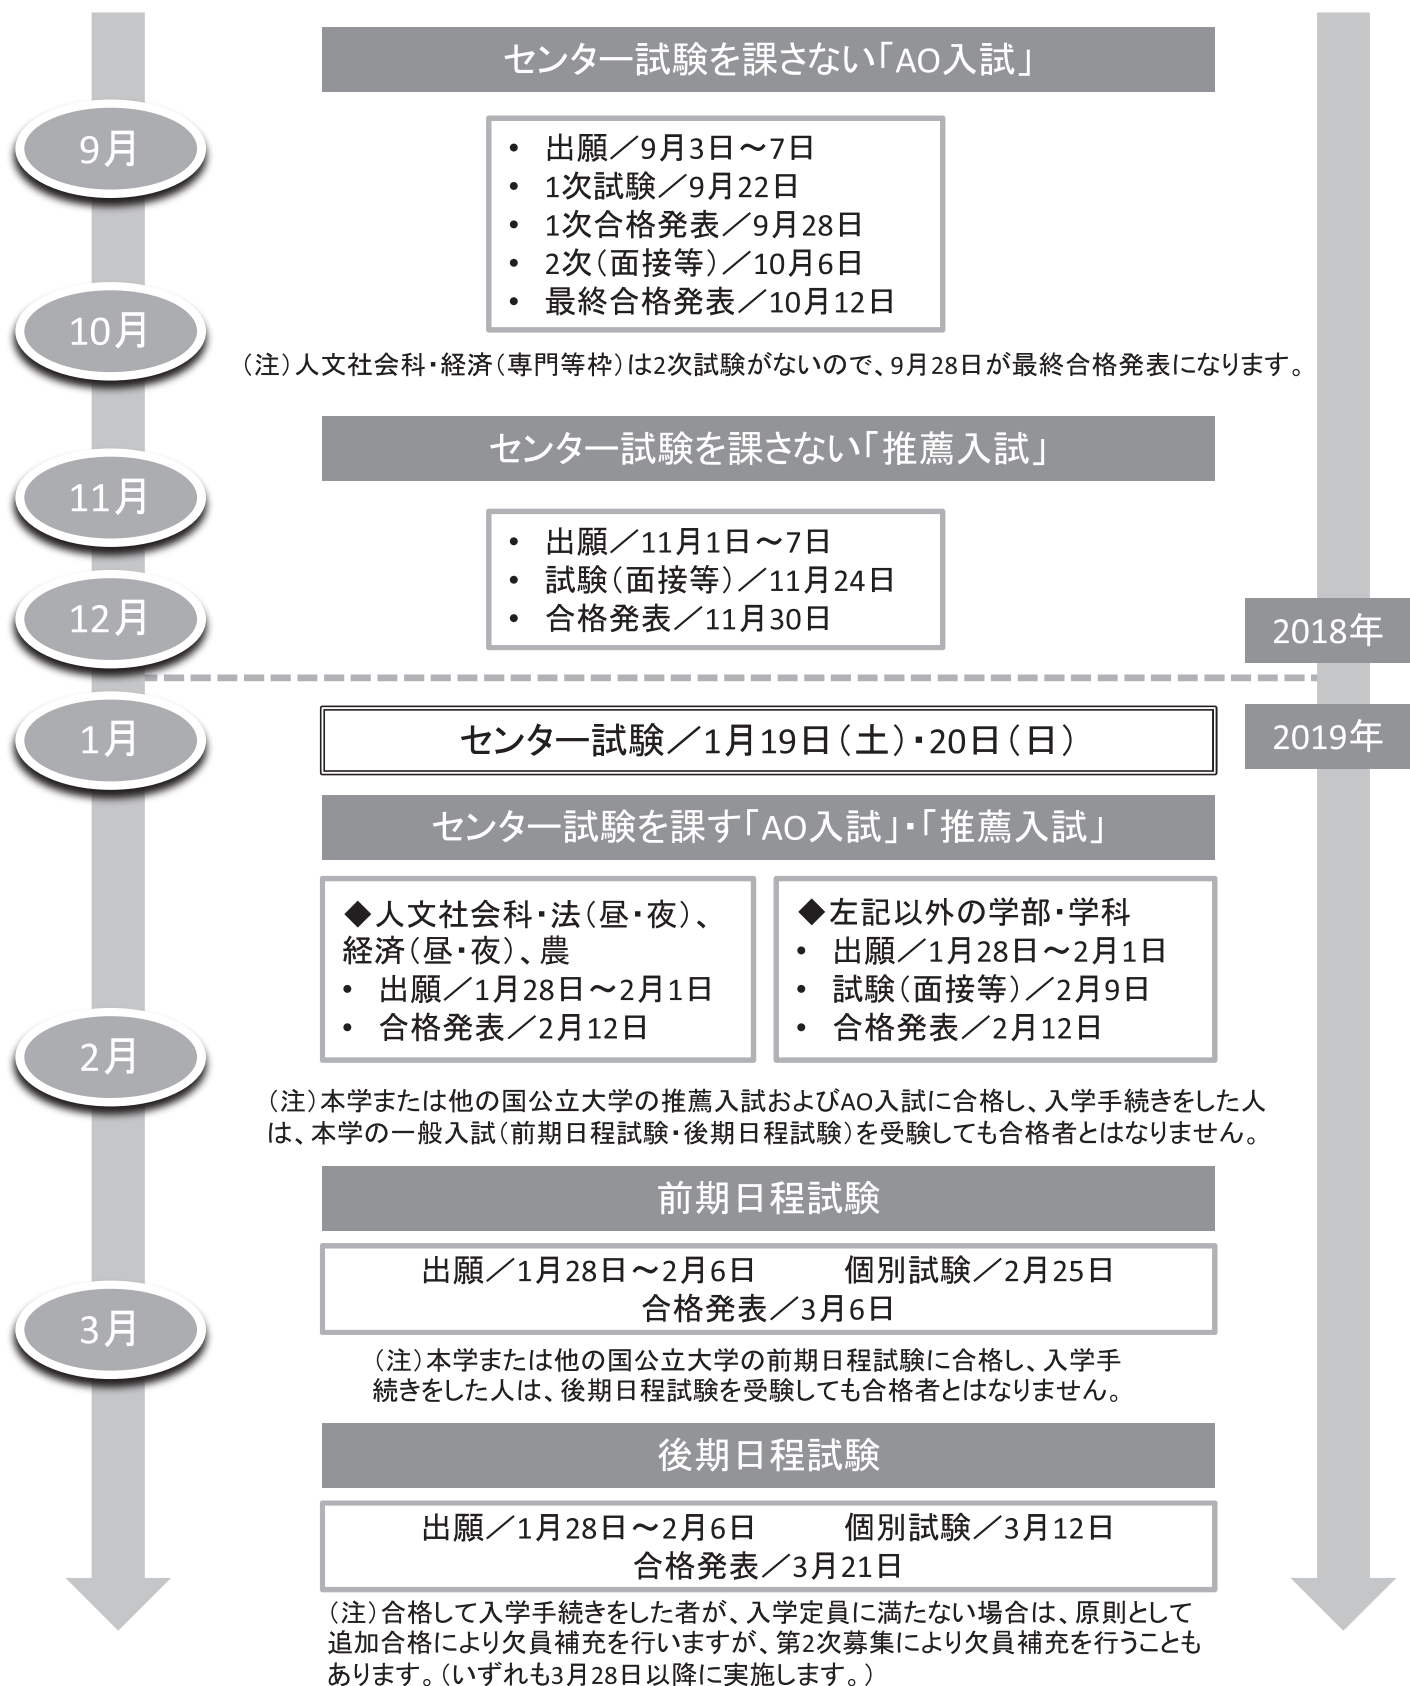 センター試験を課さない「AO入試」
9月
• 出願／9月3日～7日
• 1次試験／9月22日
• 1次合格発表／9月28日
• 2次（面接等）／10月6日
• 最終合格発表／10月12日
10月
（注）人文社会科・経済（専門等枠）は2次試験がないので、9月28日が最終合格発表になります。
センター試験を課さない「推薦入試」
11月
• 出願／11月1日～7日
• 試験（面接等）／11月24日
• 合格発表／11月30日
12月
2018年
1月
センター試験／1月19日（土）・20日（日）
2019年
センター試験を課す「AO入試」・「推薦入試」
◆人文社会科・法（昼・夜）、
経済（昼・夜）、農
• 出願／1月28日～2月1日
• 合格発表／2月12日
◆左記以外の学部・学科
• 出願／1月28日～2月1日
• 試験（面接等）／2月9日
• 合格発表／2月12日
2月
（注）本学または他の国公立大学の推薦入試およびAO入試に合格し、入学手続きをした人
は、本学の一般入試（前期日程試験・後期日程試験）を受験しても合格者とはなりません。
前期日程試験
出願／1月28日～2月6日 個別試験／2月25日
合格発表／3月6日
3月
（注）本学または他の国公立大学の前期日程試験に合格し、入学手
続きをした人は、後期日程試験を受験しても合格者とはなりません。
後期日程試験
出願／1月28日～2月6日 個別試験／3月12日
合格発表／3月21日
（注）合格して入学手続きをした者が、入学定員に満たない場合は、原則として
追加合格により欠員補充を行いますが、第2次募集により欠員補充を行うことも
あります。（いずれも3月28日以降に実施します。）